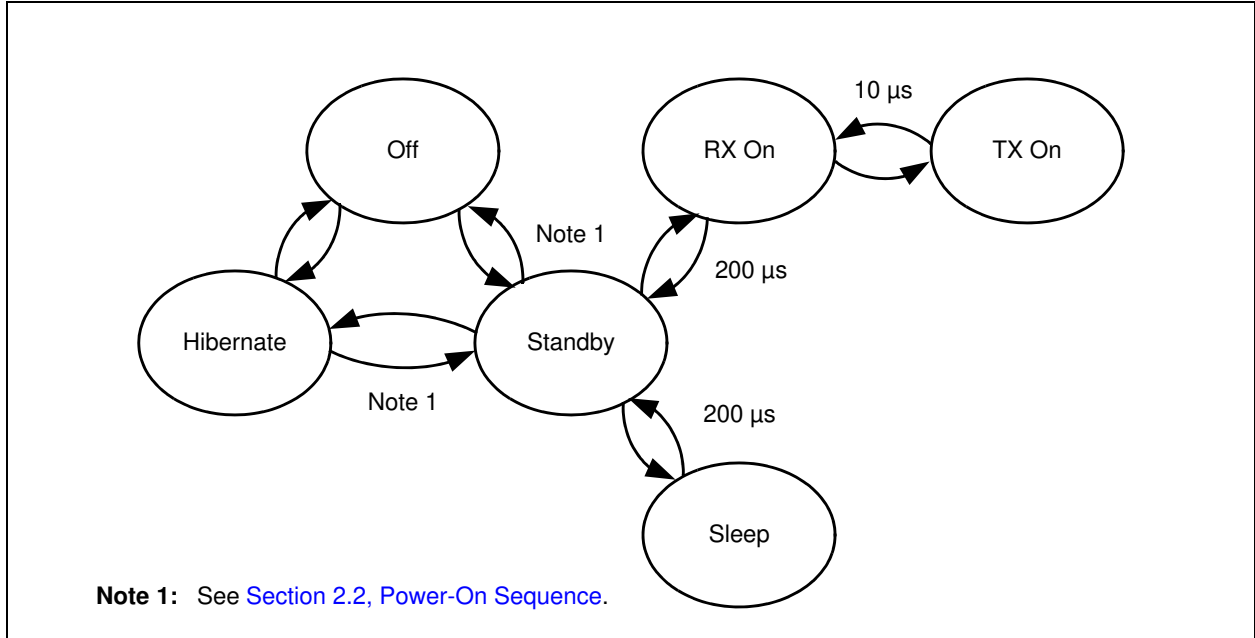 10 µs
Off
RX On
TX On
Note 1
200 µs
Hibernate
Standby
Note 1
200 µs
Sleep
Note 1: See Section 2.2, Power-On Sequence.